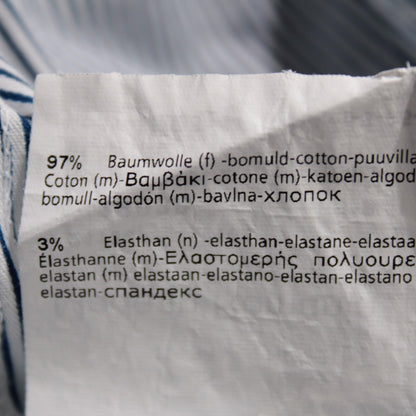 97% Baumwolle (f) -bomuld-cotton-puuvilla
Coton (m)-Βαμβάκι-cotone (m)-katoen-algod
bomull-algodón (m)-bavlna-хлопок
3% Elasthan (n) -elasthan-elastane-elastaa
Élasthanne (m)-Ελαστομερής πολυουρε
elastan (m) elastaan-elastano-elastan-elastano
elastan-спандекс